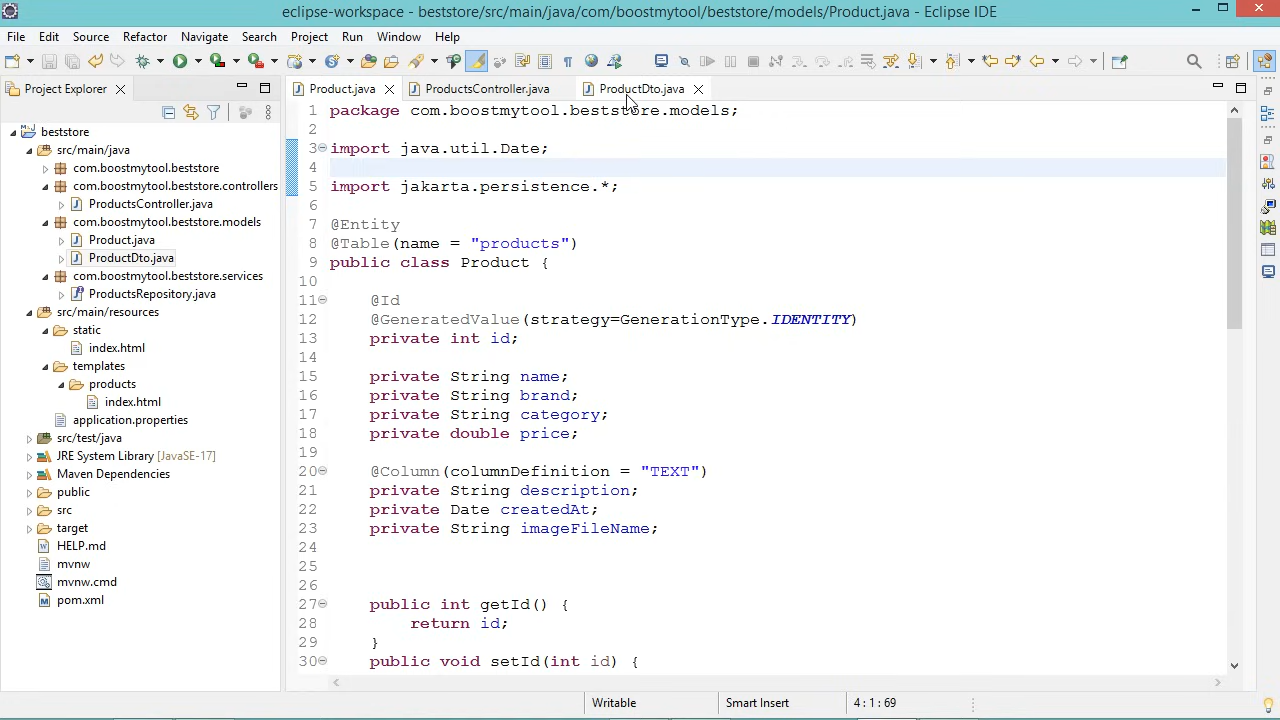 eclipse-workspace - beststore/src/main/java/com/boostmytool/beststore/models/Product.java - Eclipse IDE
File Edit Source Refactor Navigate Search Project Run Window Help
Project Explorer
Product.java ProductsController.java ProductDto.java
beststore
src/main/java
com.boostmytool.beststore
com.boostmytool.beststore.controllers
ProductsController.java
com.boostmytool.beststore.models
Product.java
ProductDto.java
com.boostmytool.beststore.services
ProductsRepository.java
src/main/resources
static
index.html
templates
products
index.html
application.properties
src/test/java
JRE System Library [JavaSE-17]
Maven Dependencies
public
src
target
HELP.md
mvnw
mvnw.cmd
pom.xml
1 package com.boostmytool.beststore.models;
2
3 import java.util.Date;
4
5 import jakarta.persistence.*;
6
7 @Entity
8 @Table(name = "products")
9 public class Product {
10
11 @Id
12 @GeneratedValue(strategy=GenerationType.IDENTITY)
13 private int id;
14
15 private String name;
16 private String brand;
17 private String category;
18 private double price;
19
20 @Column(columnDefinition = "TEXT")
21 private String description;
22 private Date createdAt;
23 private String imageFileName;
24
25
26
27 public int getId() {
28 return id;
29 }
30 public void setId(int id) {
Writable Smart Insert 4 : 1 : 69